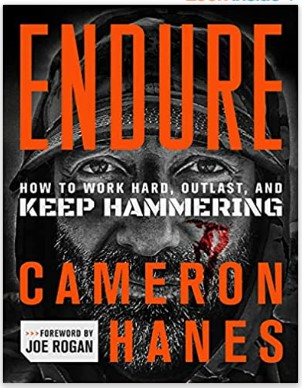 ENDURE
HOW TO WORK HARD, OUTLAST, AND
KEEP HAMMERING
CAMERON
>>>FOREWORD BY
JOE ROGAN
HANES